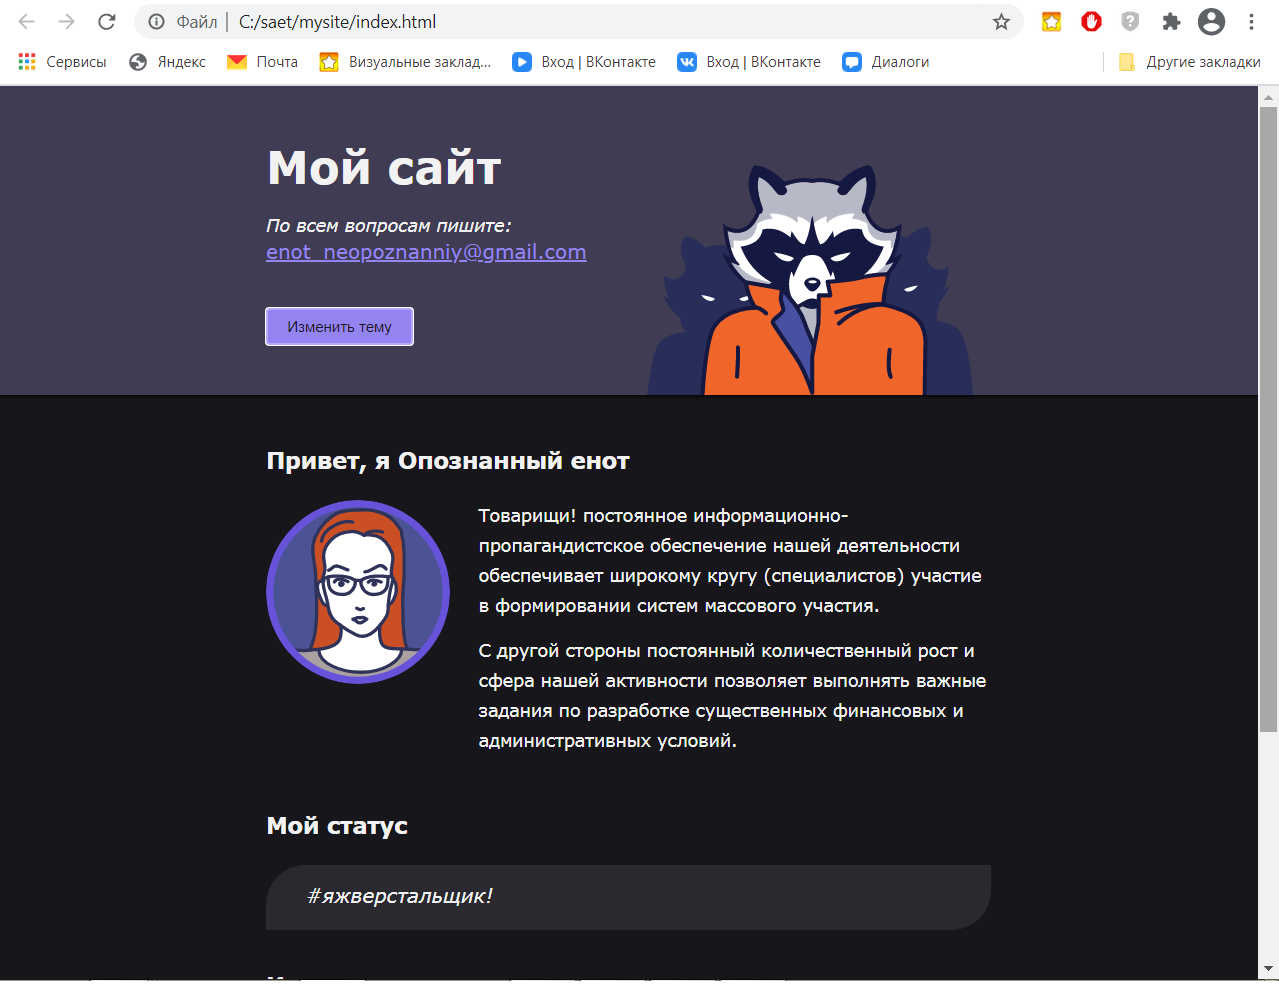 Файл | C:/saet/mysite/index.html
Сервисы Яндекс Почта Визуальные заклад... Вход | ВКонтакте Вход | ВКонтакте Диалоги Другие закладки
Мой сайт
По всем вопросам пишите:
enot_neopoznanniy@gmail.com
Изменить тему
Привет, я Опознанный енот
Товарищи! постоянное информационно-
пропагандистское обеспечение нашей деятельности
обеспечивает широкому кругу (специалистов) участие
в формировании систем массового участия.
С другой стороны постоянный количественный рост и
сфера нашей активности позволяет выполнять важные
задания по разработке существенных финансовых и
административных условий.
Мой статус
#яжверстальщик!